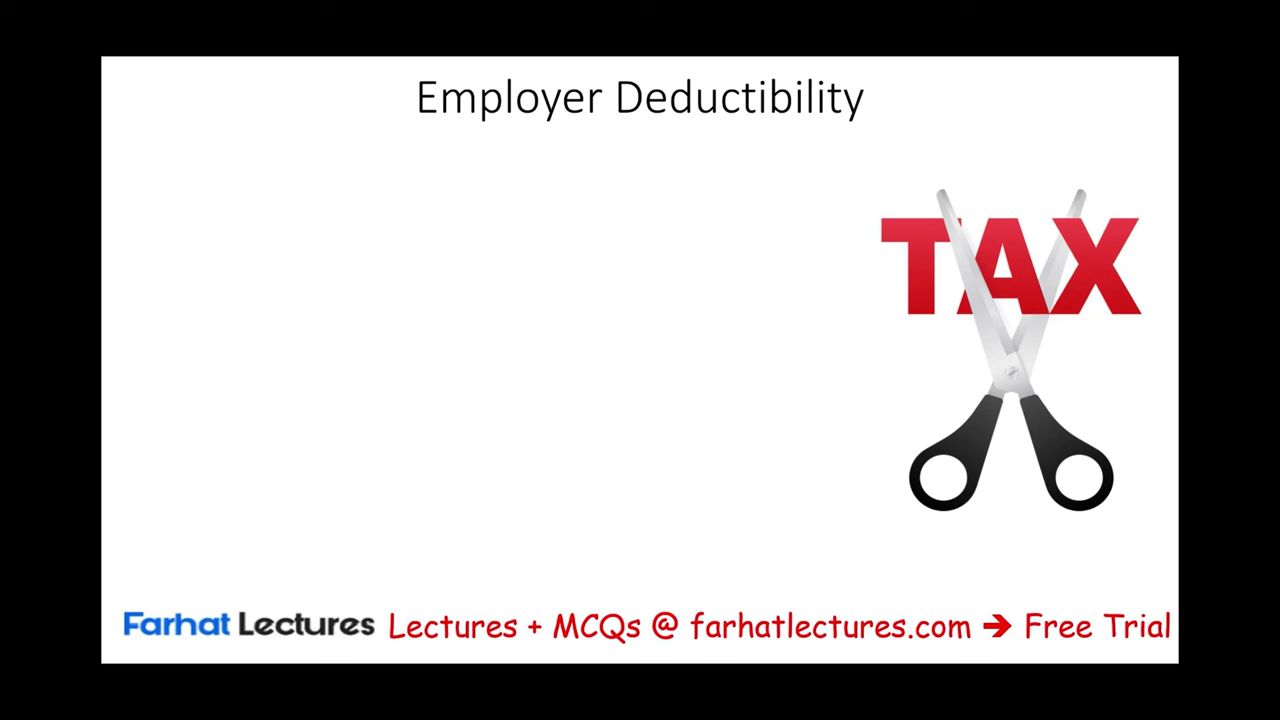 Employer Deductibility
TAX
Farhat Lectures Lectures + MCQs @ farhatlectures.com → Free Trial